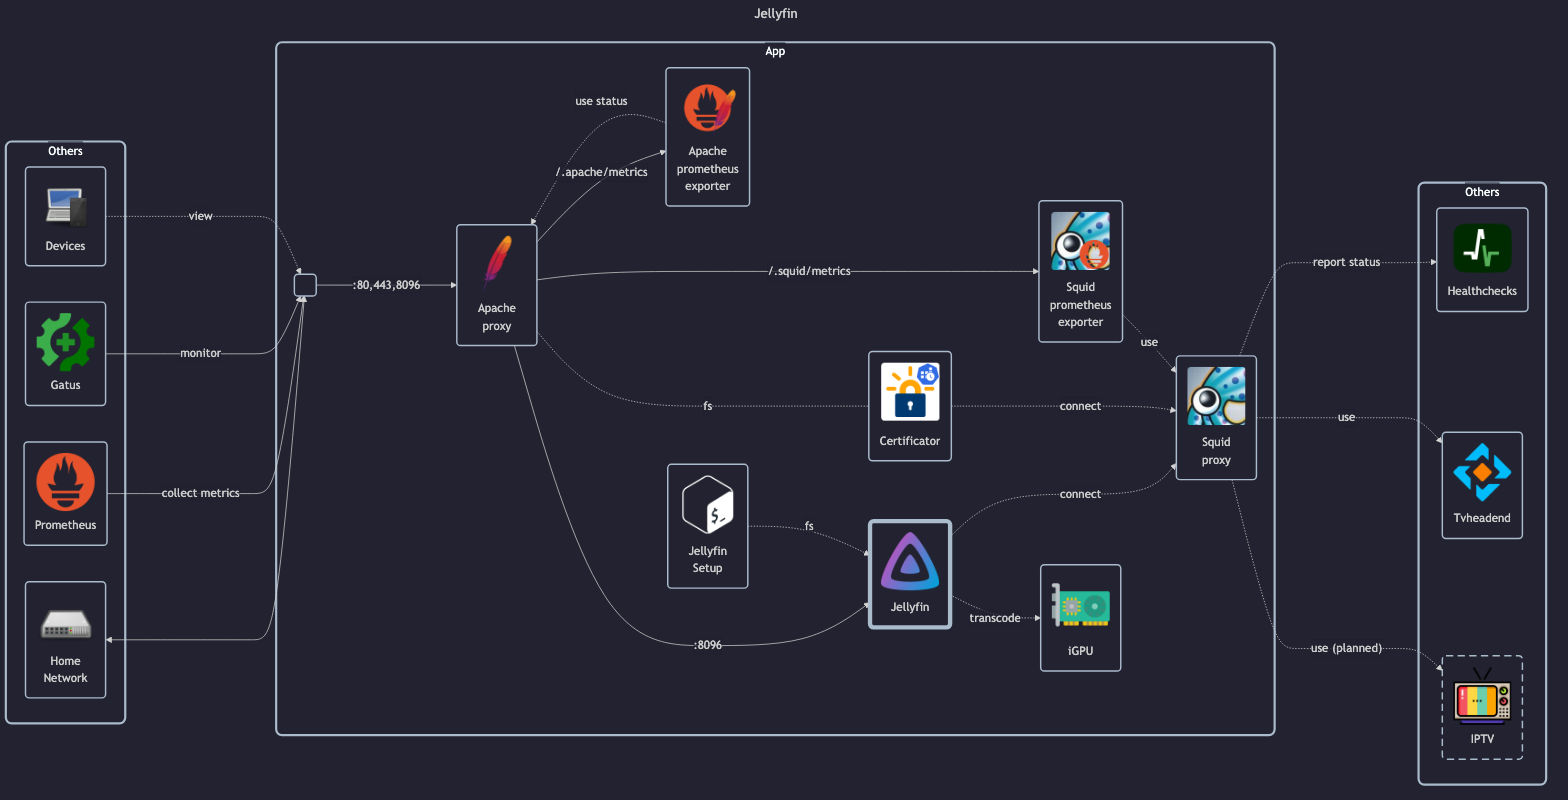 Jellyfin
App
Others
Devices
Gatus
Prometheus
Home
Network
view
monitor
collect metrics
:80,443,8096
Apache
proxy
use status
/.apache/metrics
Apache
prometheus
exporter
/.squid/metrics
Squid
prometheus
exporter
use
fs
Certificator
connect
Squid
proxy
$_
Jellyfin
Setup
fs
Jellyfin
connect
:8096
transcode
iGPU
report status
use
use (planned)
Others
Healthchecks
Tvheadend
IPTV